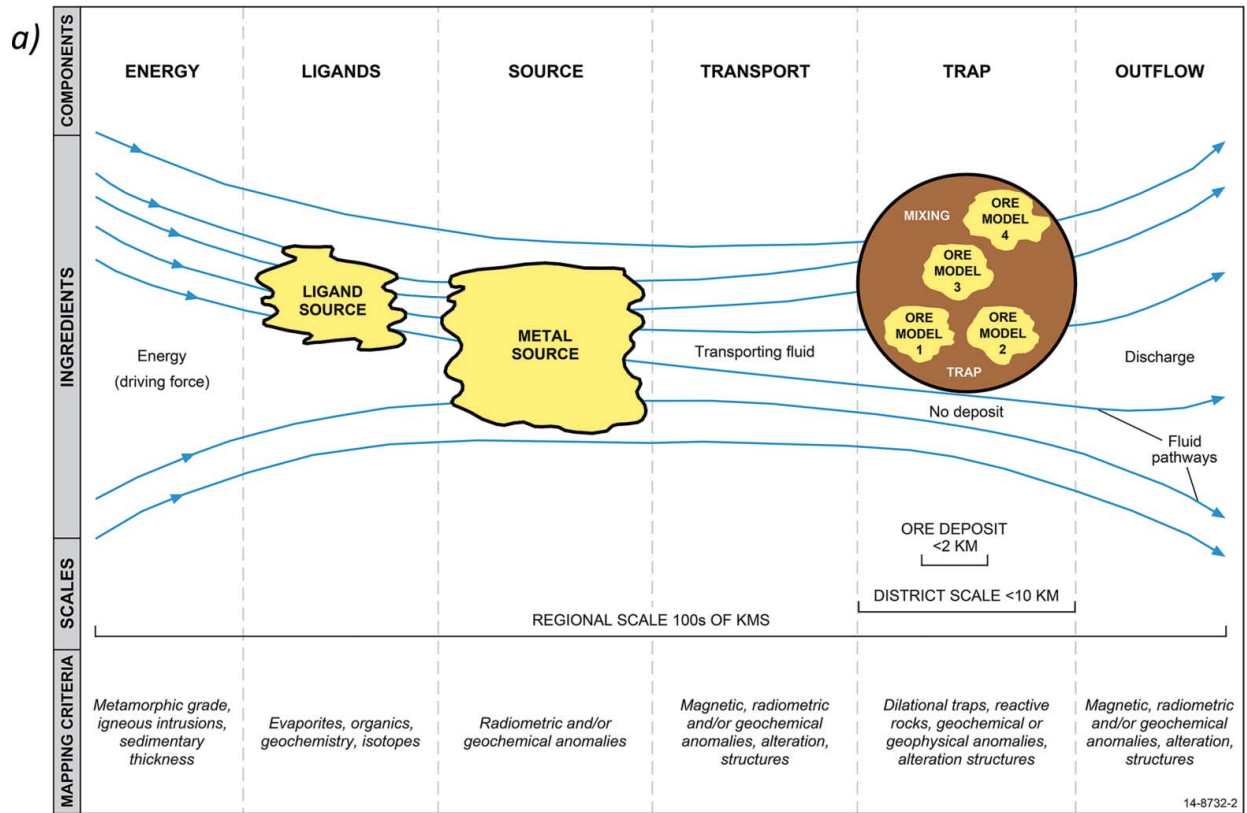 a)
COMPONENTS
ENERGY
LIGANDS
SOURCE
TRANSPORT
TRAP
OUTFLOW
INGREDIENTS
Energy
(driving force)
LIGAND
SOURCE
METAL
SOURCE
Transporting fluid
MIXING
ORE
MODEL
4
ORE
MODEL
3
ORE
MODEL
1
ORE
MODEL
2
TRAP
No deposit
Discharge
Fluid
pathways
SCALES
ORE DEPOSIT
<2 KM
DISTRICT SCALE <10 KM
REGIONAL SCALE 100s OF KMS
MAPPING CRITERIA
Metamorphic grade,
igneous intrusions,
sedimentary
thickness
Evaporites, organics,
geochemistry, isotopes
Radiometric and/or
geochemical anomalies
Magnetic, radiometric
and/or geochemical
anomalies, alteration,
structures
Dilational traps, reactive
rocks, geochemical or
geophysical anomalies,
alteration structures
Magnetic, radiometric
and/or geochemical
anomalies, alteration,
structures
14-8732-2